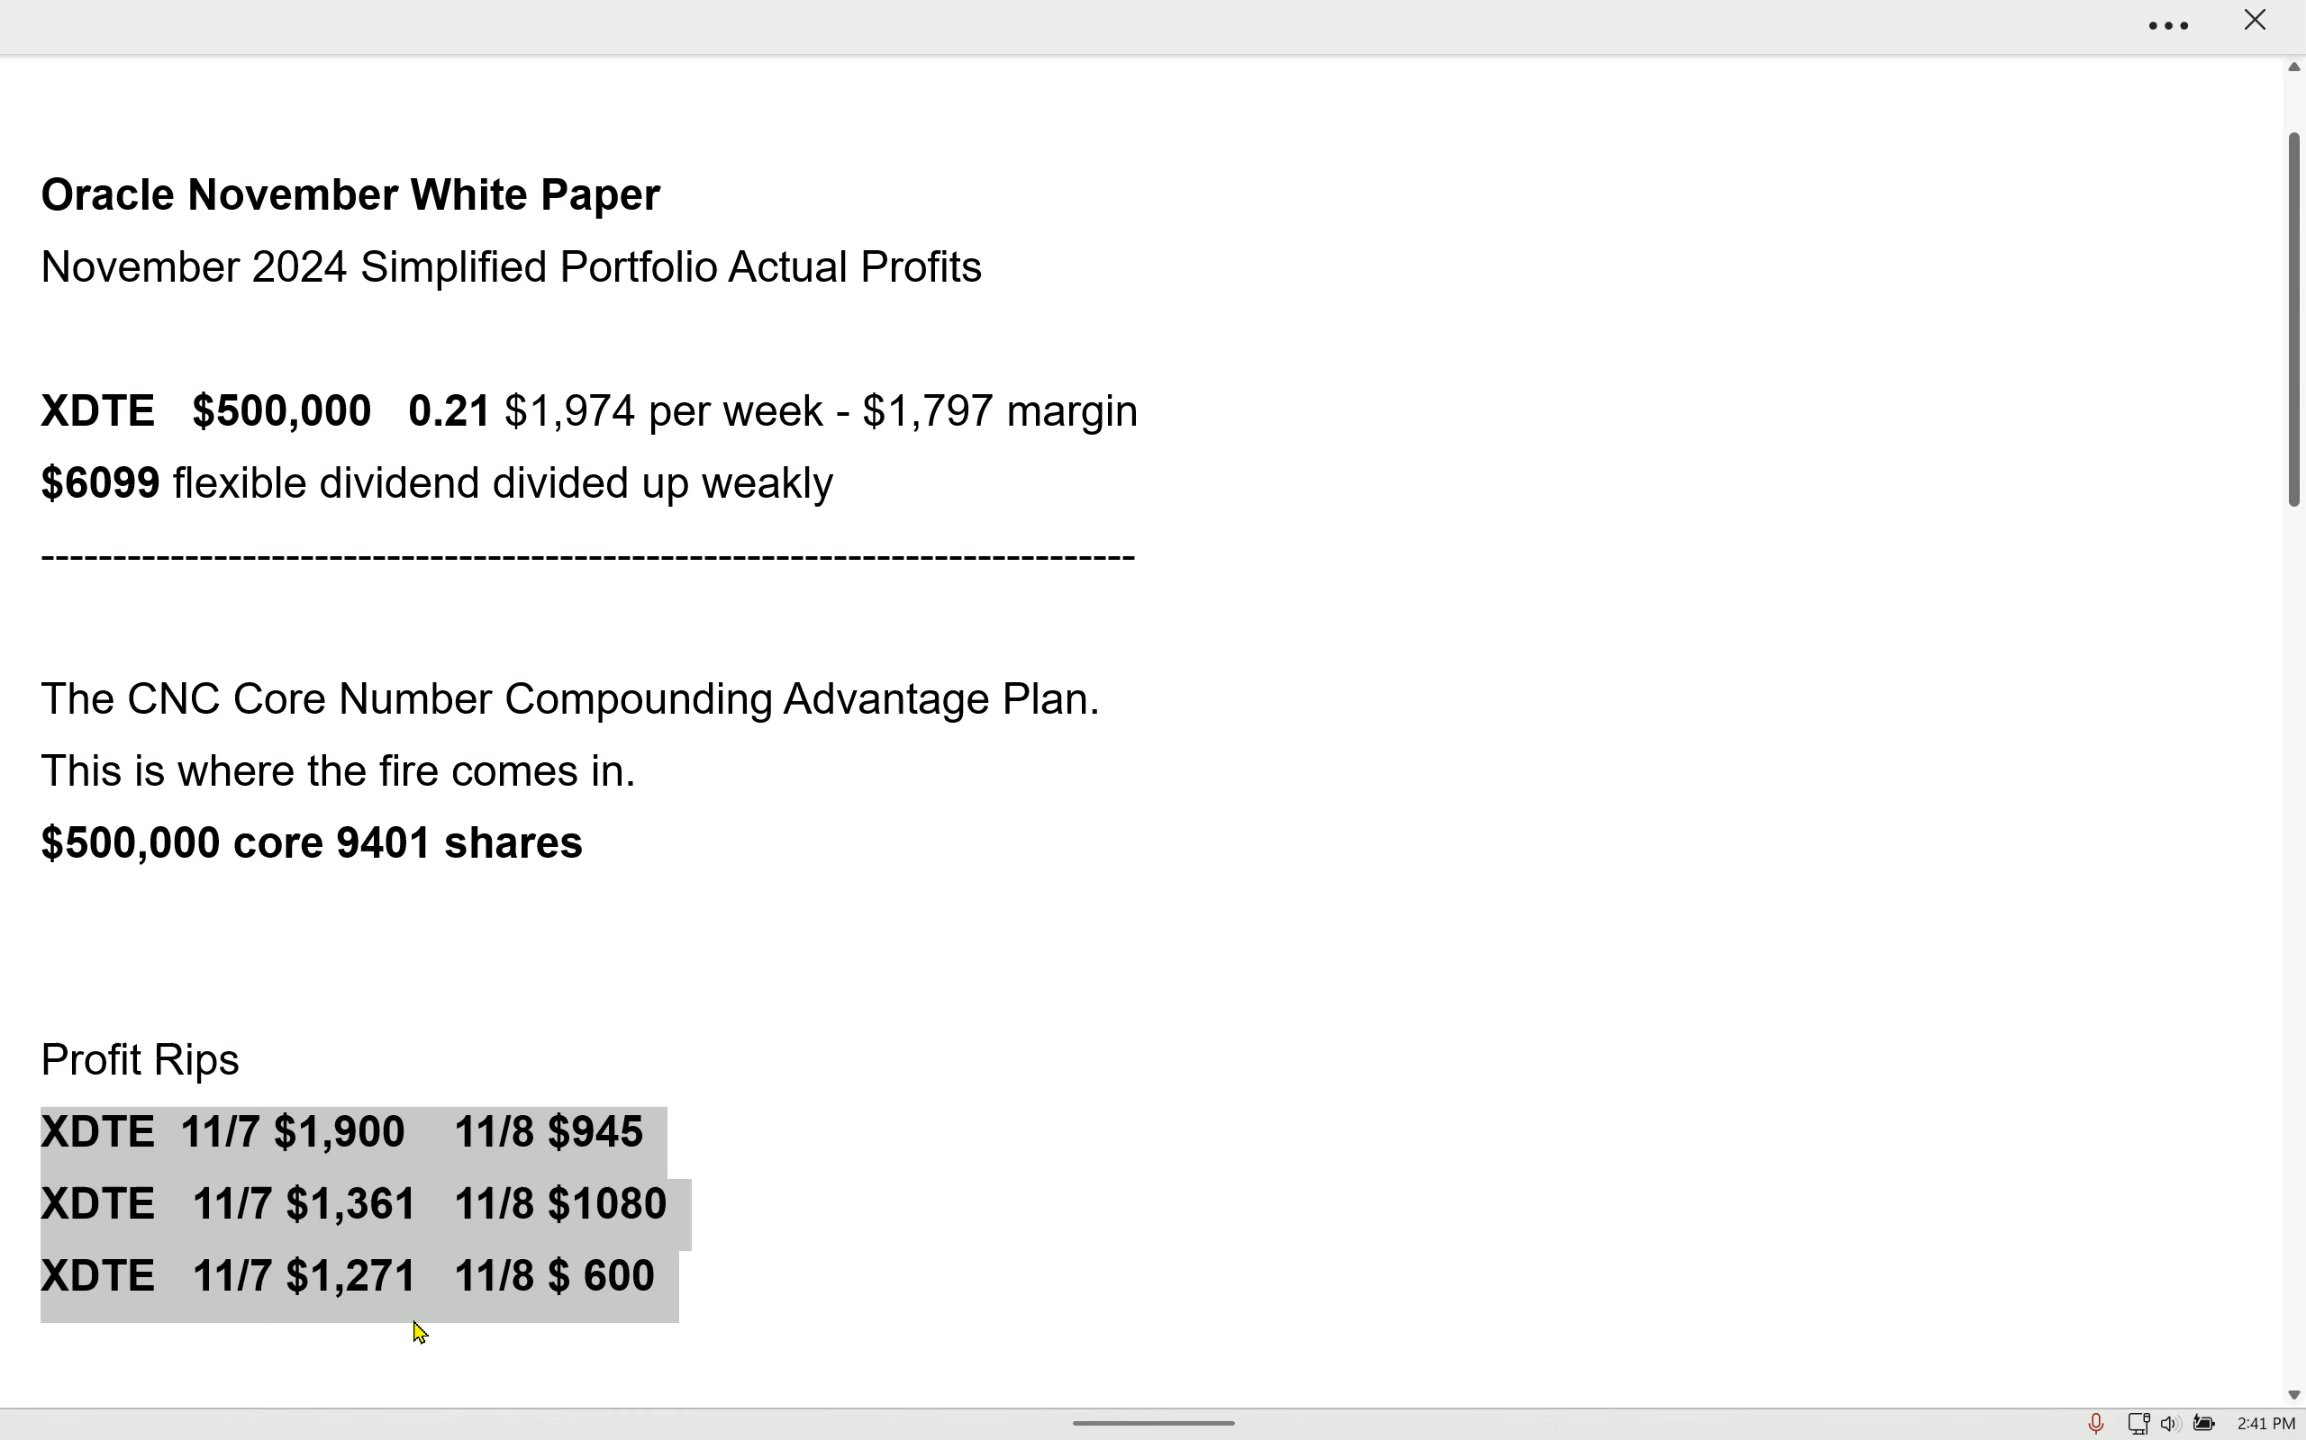 Oracle November White Paper
November 2024 Simplified Portfolio Actual Profits
XDTE $500,000 0.21 $1,974 per week - $1,797 margin
$6099 flexible dividend divided up weakly
----------------------------------------------------------------------------
The CNC Core Number Compounding Advantage Plan.
This is where the fire comes in.
$500,000 core 9401 shares
Profit Rips
XDTE 11/7 $1,900 11/8 $945
XDTE 11/7 $1,361 11/8 $1080
XDTE 11/7 $1,271 11/8 $ 600
2:41 PM